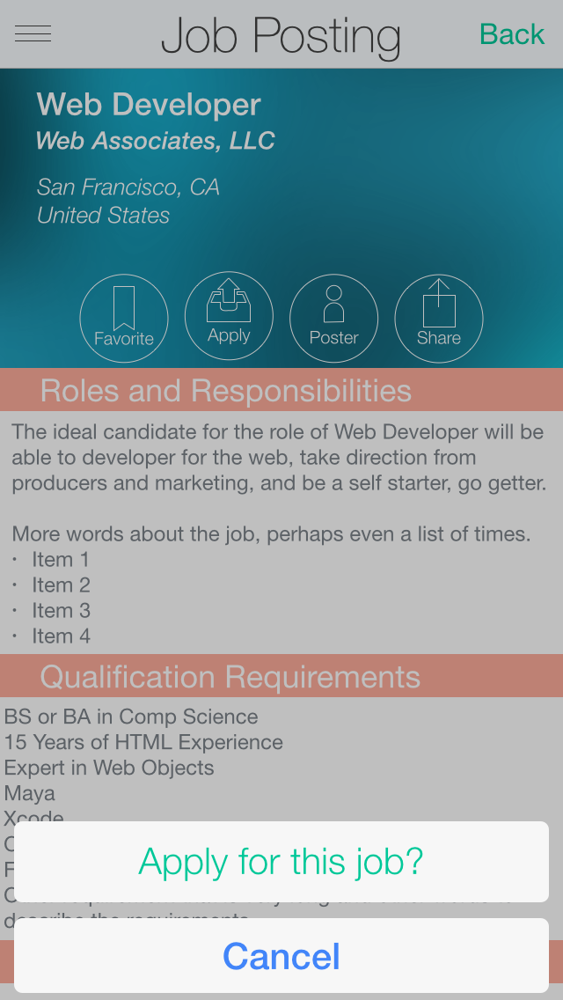 Job Posting
Back
Web Developer
Web Associates, LLC
San Francisco, CA
United States
Favorite
Apply
Poster
Share
Roles and Responsibilities
The ideal candidate for the role of Web Developer will be
able to developer for the web, take direction from
producers and marketing, and be a self starter, go getter.
More words about the job, perhaps even a list of times.
• Item 1
• Item 2
• Item 3
• Item 4
Qualification Requirements
BS or BA in Comp Science
15 Years of HTML Experience
Expert in Web Objects
Maya
Xcode
describe the requirements
Apply for this job?
Cancel